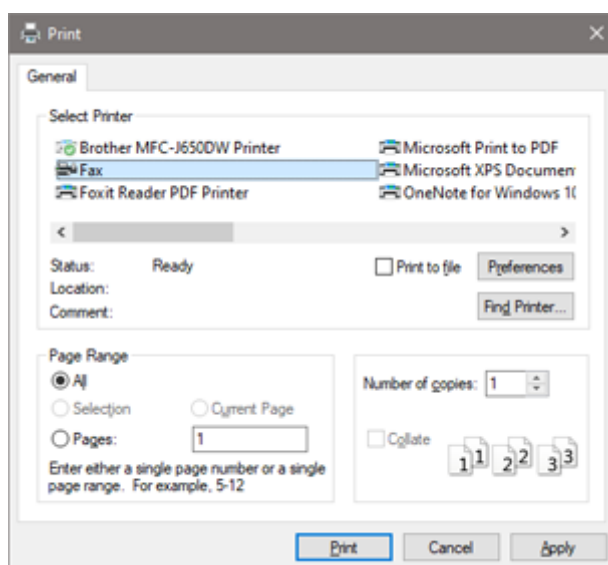 Print
General
Select Printer
Brother MFC-J650DW Printer
Microsoft Print to PDF
Fax
Microsoft XPS Documen
Foxit Reader PDF Printer
OneNote for Windows 10
Status: Ready
Print to file
Preferences
Location:
Comment:
Find Printer...
Page Range
All
Number of copies: 1
Selection
Current Page
Pages: 1
Collate
1 1 2 2 3 3
Enter either a single page number or a single
page range. For example, 5-12
Print
Cancel
Apply